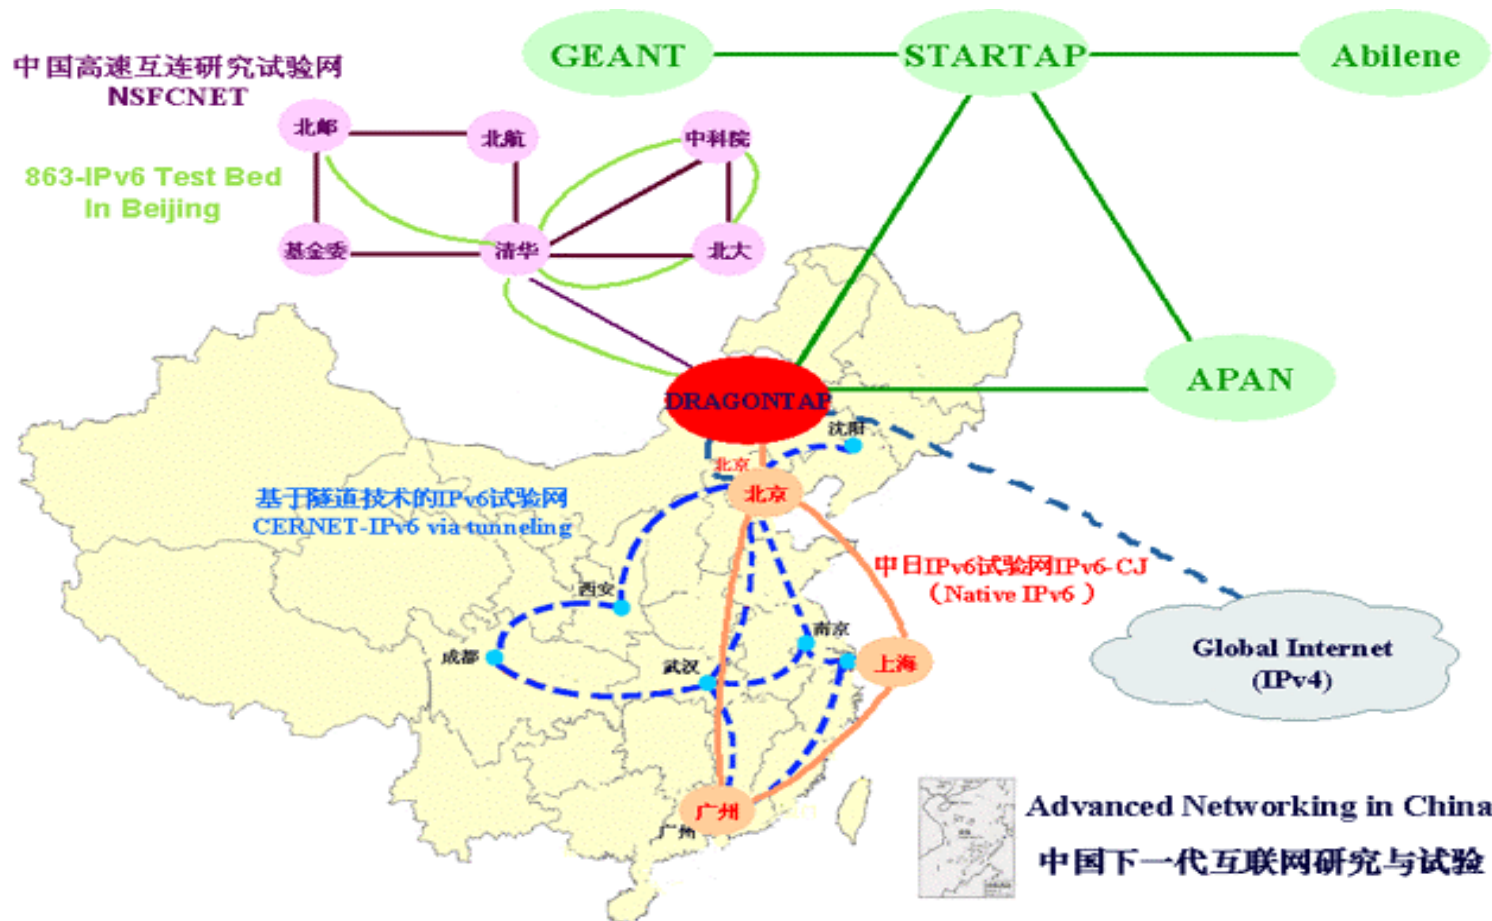 GEANT
STARTAP
Abilene
中国高速互连研究试验网
NSFCNET
北邮
北航
中科院
863-IPv6 Test Bed
In Beijing
基金委
清华
北大
APAN
DRAGONTAP
沈阳
北京
北京
基于隧道技术的IPv6试验网
CERNET-IPv6 via tunneling
中日IPv6试验网IPv6-CJ
（Native IPv6 ）
西安
南京
成都
武汉
上海
Global Internet
(IPv4)
广州
广州
Advanced Networking in China
中国下一代互联网研究与试验